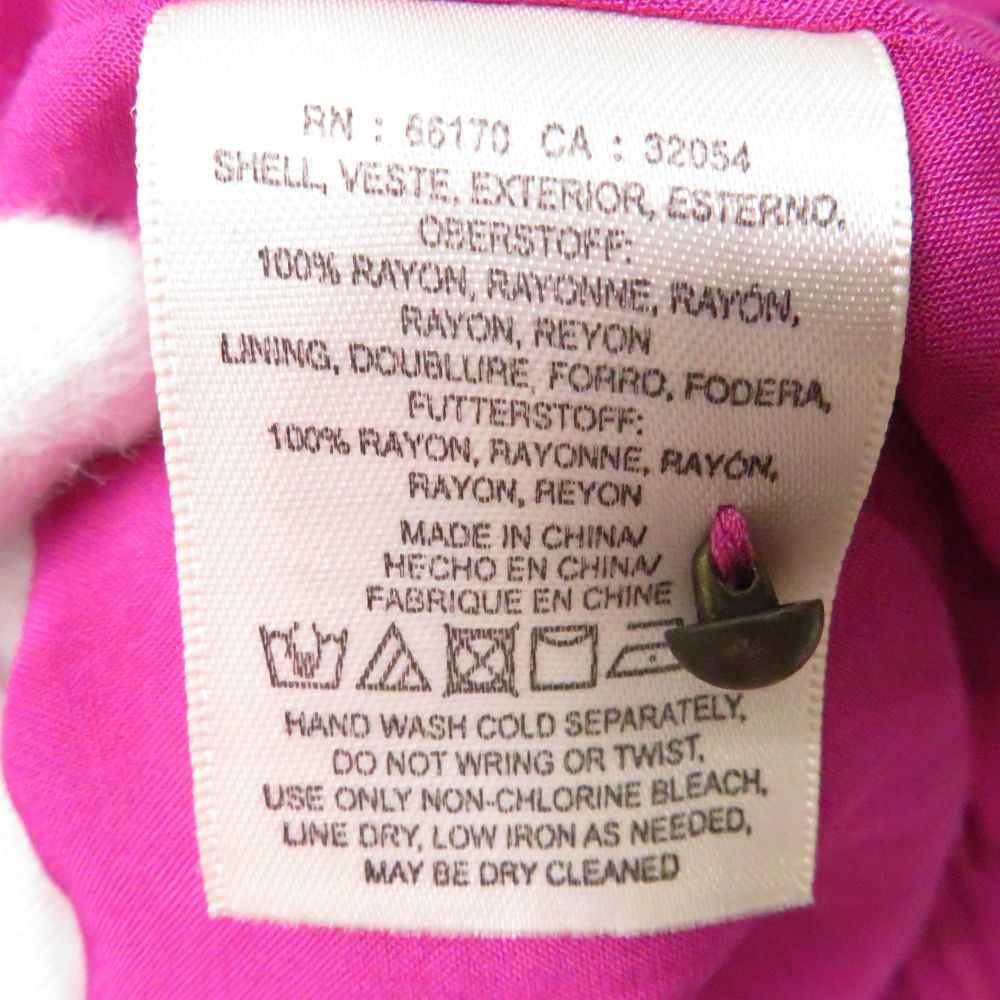 RN : 66170 CA : 32054
SHELL, VESTE, EXTERIOR, ESTERNO,
OBERSTOFF:
100% RAYON, RAYONNE, RAYÓN,
RAYON, REYON
LINING, DOUBLLURE, FORRO, FODERA,
FUTTERSTOFF:
100% RAYON, RAYONNE, RAYÓN,
RAYON, REYON
MADE IN CHINA/
HECHO EN CHINA/
FABRIQUE EN CHINE
HAND WASH COLD SEPARATELY,
DO NOT WRING OR TWIST,
USE ONLY NON-CHLORINE BLEACH,
LINE DRY, LOW IRON AS NEEDED,
MAY BE DRY CLEANED